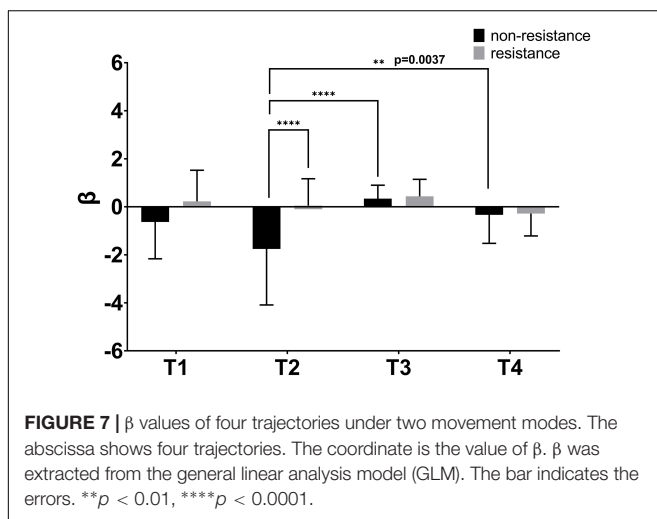 non-resistance
resistance
6
** p=0.0037
4
****
****
2
β
0
-2
-4
-6
T1 T2 T3 T4
FIGURE 7 | β values of four trajectories under two movement modes. The
abscissa shows four trajectories. The coordinate is the value of β. β was
extracted from the general linear analysis model (GLM). The bar indicates the
errors. **p < 0.01, ****p < 0.0001.